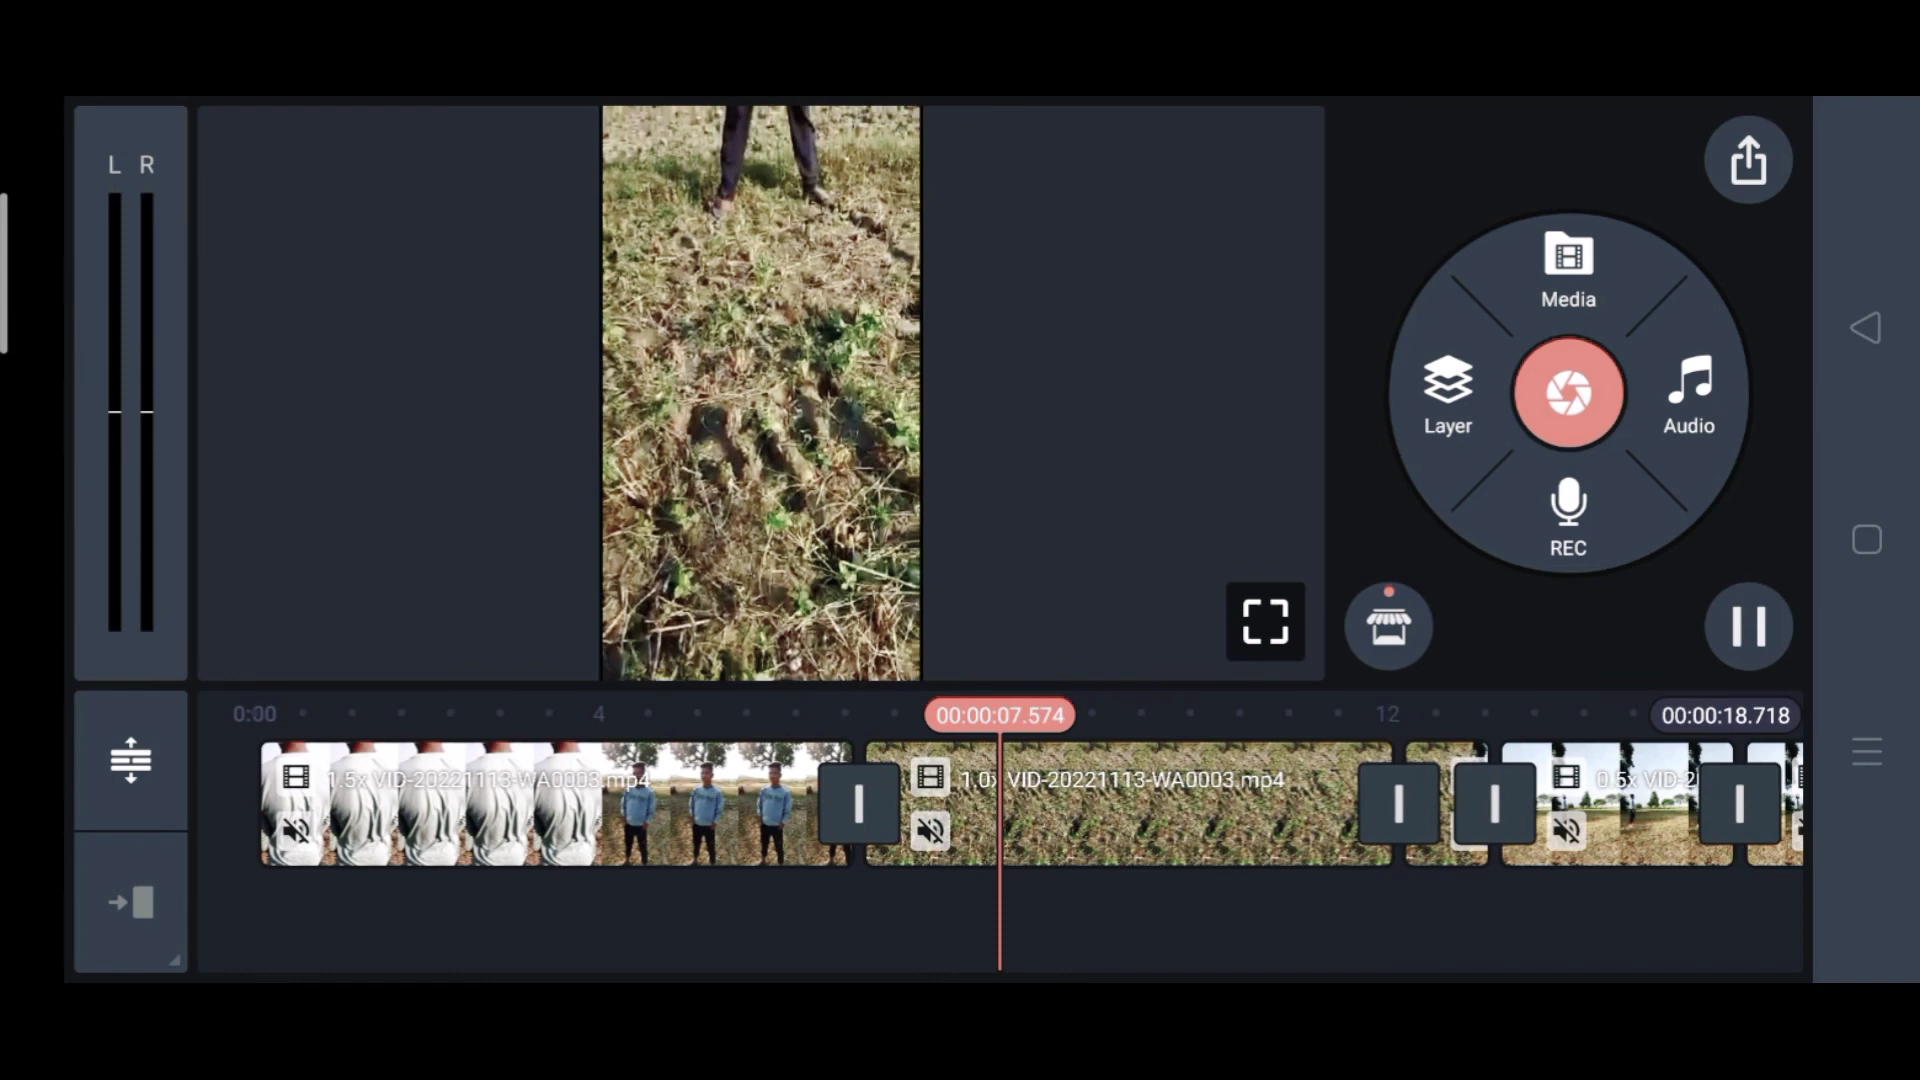 L R
Media
Layer
Audio
REC
0:00
4
00:00:07.574
12
00:00:18.718
1.5x VID-20221113-WA0003.mp4
1.0x VID-20221113-WA0003.mp4
0.5x VID-2